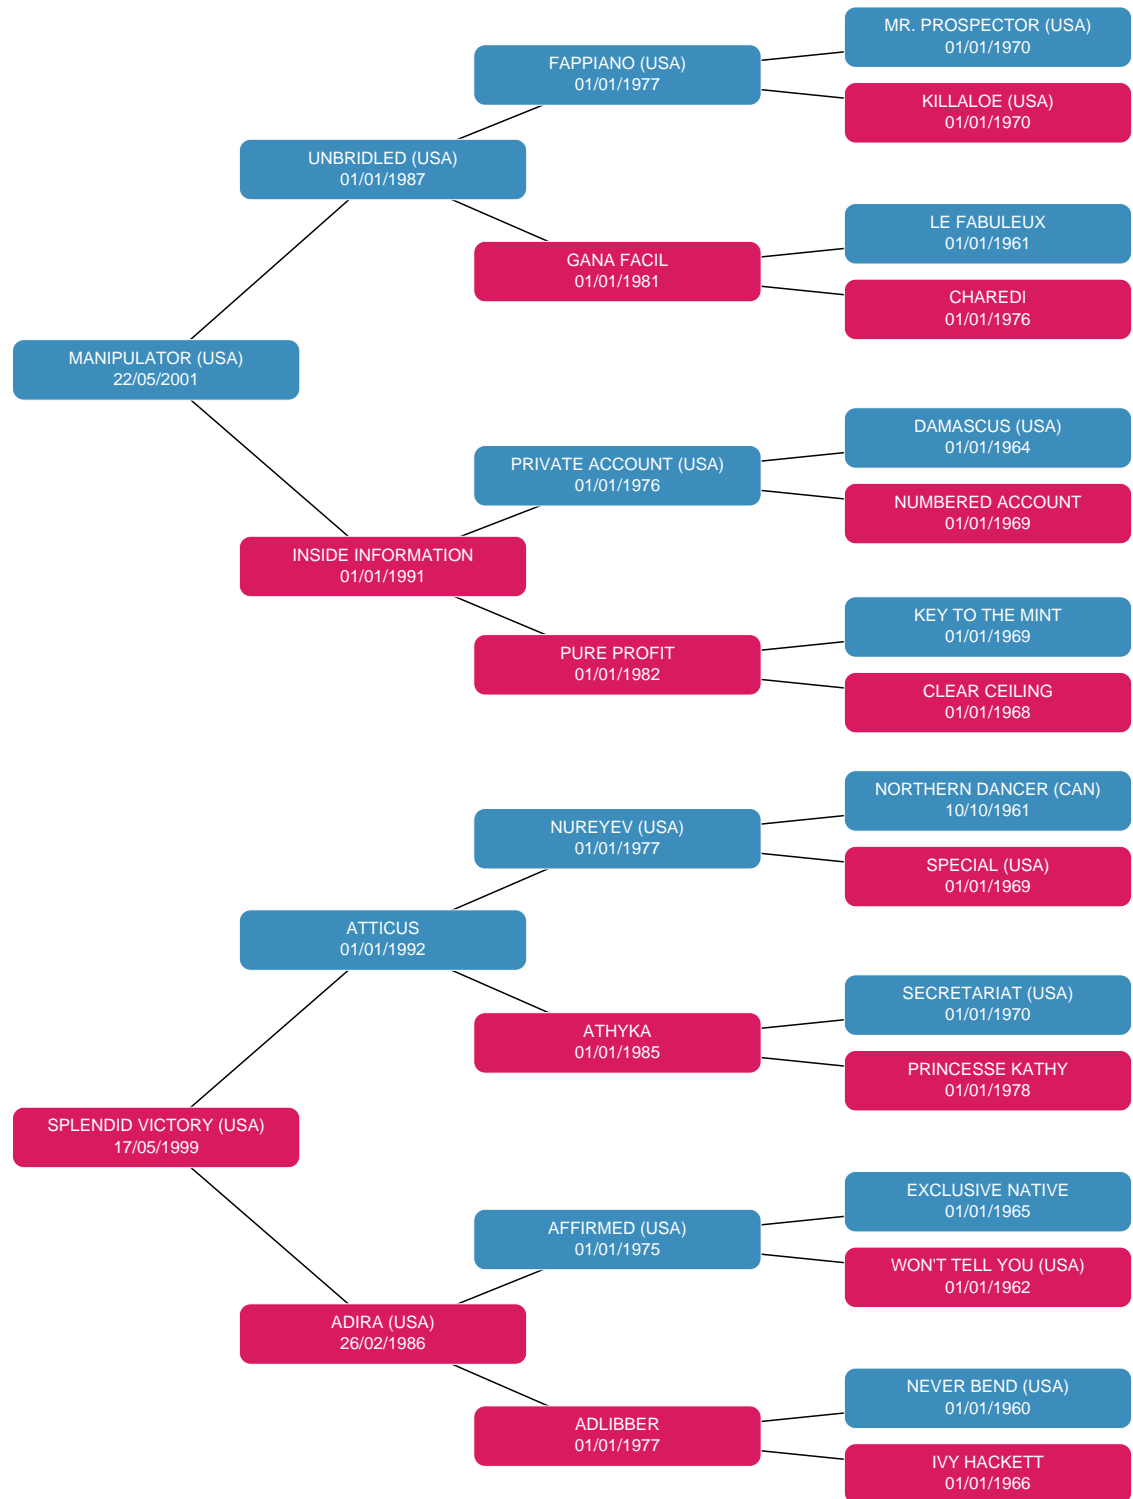 MR. PROSPECTOR (USA)
01/01/1970
FAPPIANO (USA)
01/01/1977
KILLALOE (USA)
01/01/1970
UNBRIDLED (USA)
01/01/1987
LE FABULEUX
01/01/1961
GANA FACIL
01/01/1981
CHAREDI
01/01/1976
MANIPULATOR (USA)
22/05/2001
DAMASCUS (USA)
01/01/1964
PRIVATE ACCOUNT (USA)
01/01/1976
NUMBERED ACCOUNT
01/01/1969
INSIDE INFORMATION
01/01/1991
KEY TO THE MINT
01/01/1969
PURE PROFIT
01/01/1982
CLEAR CEILING
01/01/1968
NORTHERN DANCER (CAN)
10/10/1961
NUREYEV (USA)
01/01/1977
SPECIAL (USA)
01/01/1969
ATTICUS
01/01/1992
SECRETARIAT (USA)
01/01/1970
ATHYKA
01/01/1985
PRINCESSE KATHY
01/01/1978
SPLENDID VICTORY (USA)
17/05/1999
EXCLUSIVE NATIVE
01/01/1965
AFFIRMED (USA)
01/01/1975
WON'T TELL YOU (USA)
01/01/1962
ADIRA (USA)
26/02/1986
NEVER BEND (USA)
01/01/1960
ADLIBBER
01/01/1977
IVY HACKETT
01/01/1966